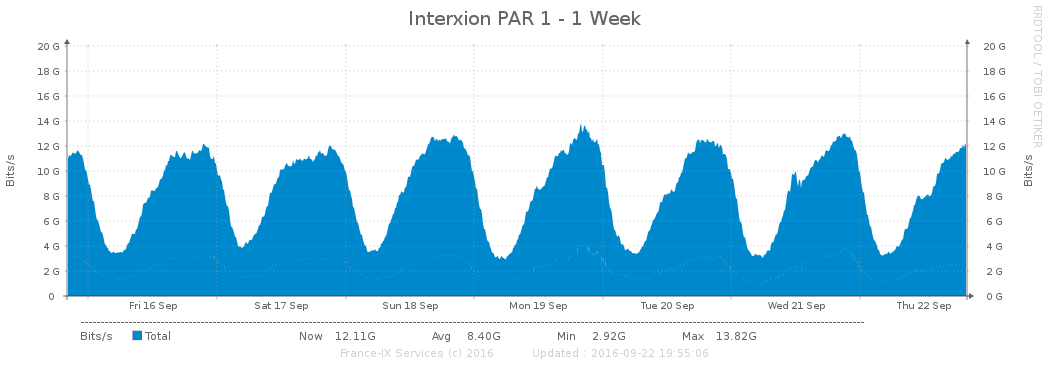 Interxion PAR 1 - 1 Week
RRDTOOL / TOBI OETIKER
Bits/s
20 G
18 G
16 G
14 G
12 G
10 G
8 G
6 G
4 G
2 G
0
20 G
18 G
16 G
14 G
12 G
10 G
8 G
6 G
4 G
2 G
0 G
Bits/s
Fri 16 Sep Sat 17 Sep Sun 18 Sep Mon 19 Sep Tue 20 Sep Wed 21 Sep Thu 22 Sep
Bits/s Total Now 12.11G Avg 8.40G Min 2.92G Max 13.82G
France-IX Services (c) 2016 Updated : 2016-09-22 19:55:06